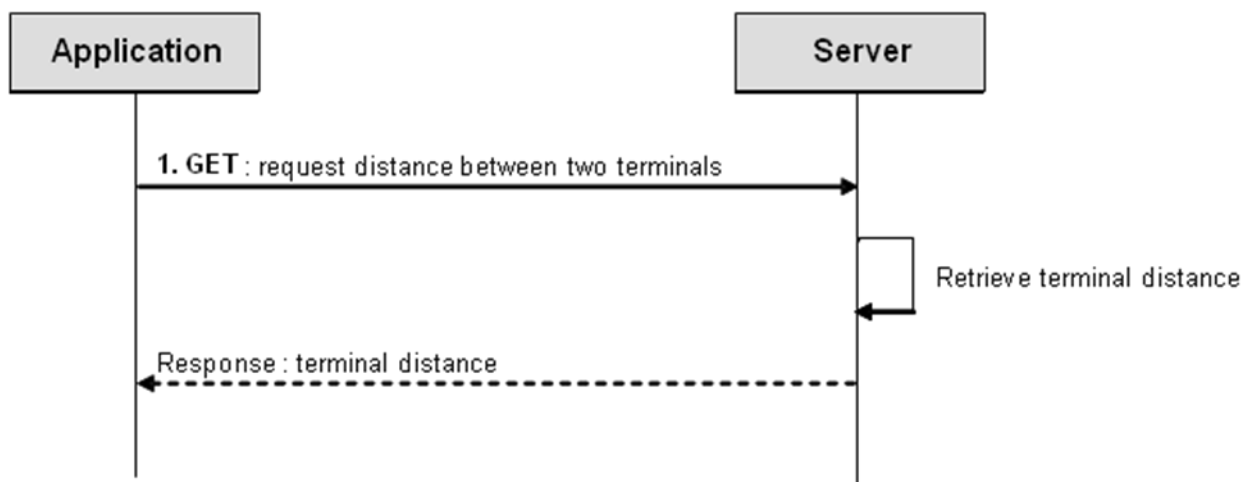 Application
Server
1. GET : request distance between two terminals
Retrieve terminal distance
Response : terminal distance